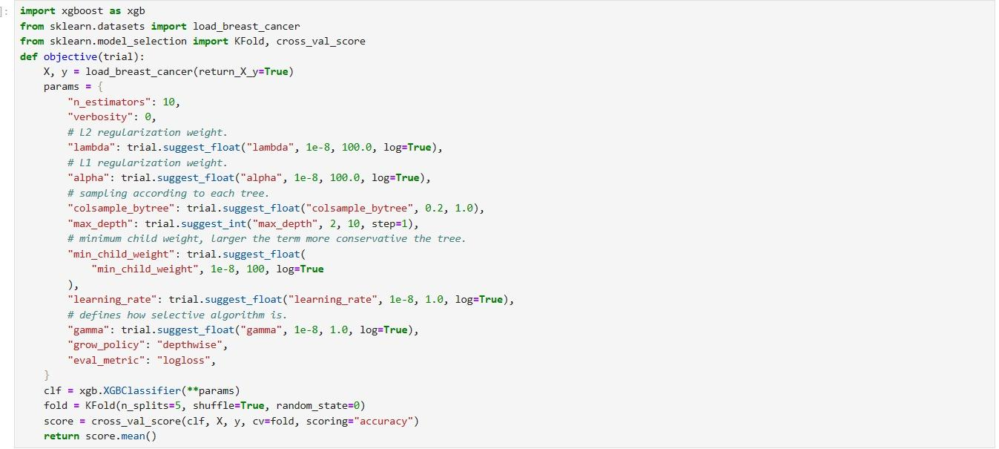 ]:
import xgboost as xgb
from sklearn.datasets import load_breast_cancer
from sklearn.model_selection import KFold, cross_val_score
def objective(trial):
    X, y = load_breast_cancer(return_X_y=True)
    params = {
        "n_estimators": 10,
        "verbosity": 0,
        # L2 regularization weight.
        "lambda": trial.suggest_float("lambda", 1e-8, 100.0, log=True),
        # L1 regularization weight.
        "alpha": trial.suggest_float("alpha", 1e-8, 100.0, log=True),
        # sampling according to each tree.
        "colsample_bytree": trial.suggest_float("colsample_bytree", 0.2, 1.0),
        "max_depth": trial.suggest_int("max_depth", 2, 10, step=1),
        # minimum child weight, larger the term more conservative the tree.
        "min_child_weight": trial.suggest_float(
            "min_child_weight", 1e-8, 100, log=True
        ),
        "learning_rate": trial.suggest_float("learning_rate", 1e-8, 1.0, log=True),
        # defines how selective algorithm is.
        "gamma": trial.suggest_float("gamma", 1e-8, 1.0, log=True),
        "grow_policy": "depthwise",
        "eval_metric": "logloss",
    }
    clf = xgb.XGBClassifier(**params)
    fold = KFold(n_splits=5, shuffle=True, random_state=0)
    score = cross_val_score(clf, X, y, cv=fold, scoring="accuracy")
    return score.mean()